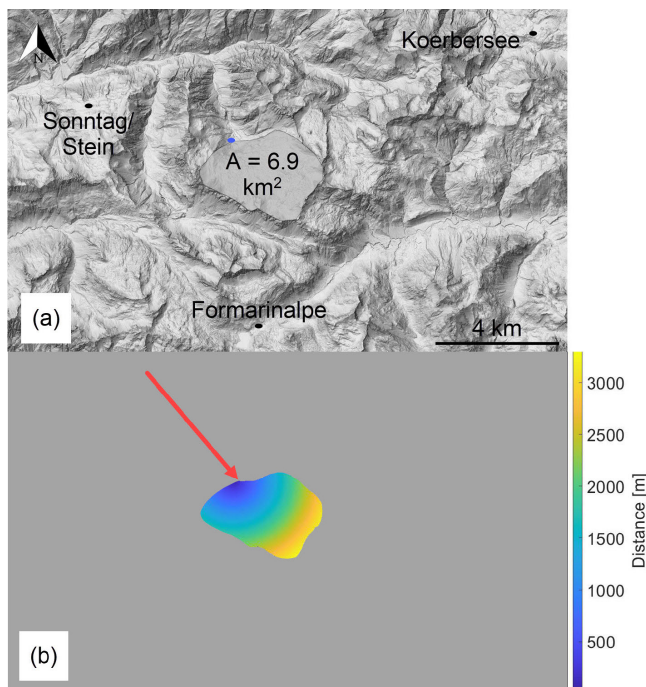 N
Koerbersee
Sonntag/
Stein
A = 6.9
km²
Formarinalpe
(a)
4 km
3000
2500
2000
1500
1000
500
Distance [m]
(b)